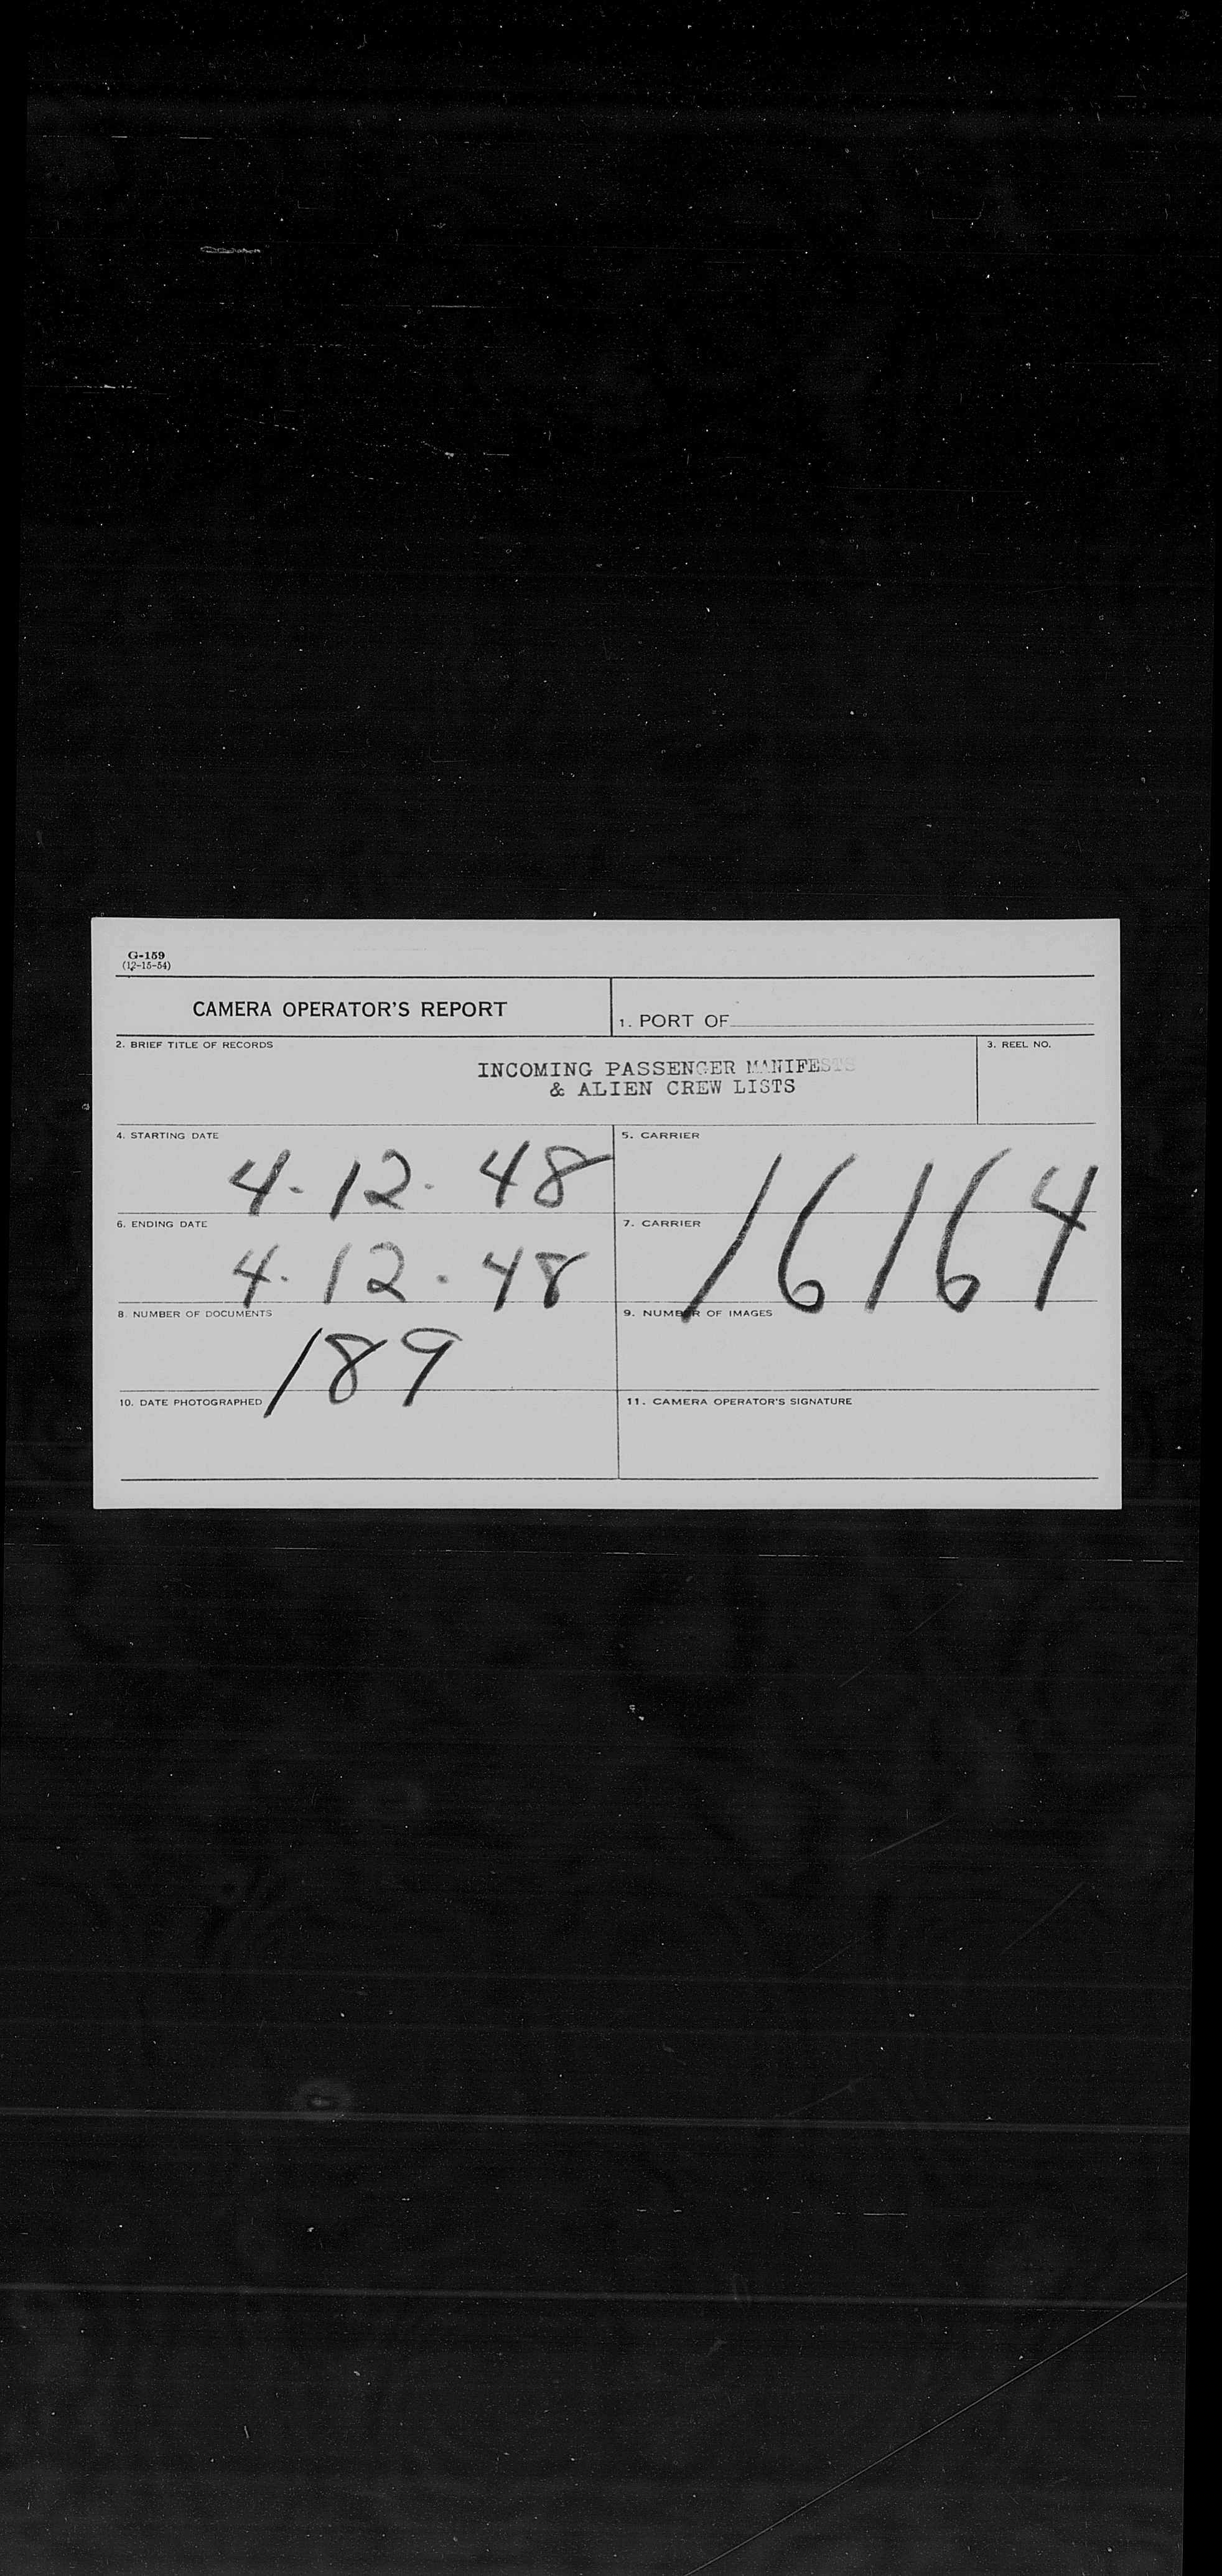 G-159
(12-15-54)
CAMERA OPERATOR'S REPORT
1. PORT OF
2. BRIEF TITLE OF RECORDS
INCOMING PASSENGER MANIFESTS
& ALIEN CREW LISTS
3. REEL NO.
4. STARTING DATE
4-12-48
5. CARRIER
16164
6. ENDING DATE
4-12-48
7. CARRIER
8. NUMBER OF DOCUMENTS
189
9. NUMBER OF IMAGES
10. DATE PHOTOGRAPHED
11. CAMERA OPERATOR'S SIGNATURE